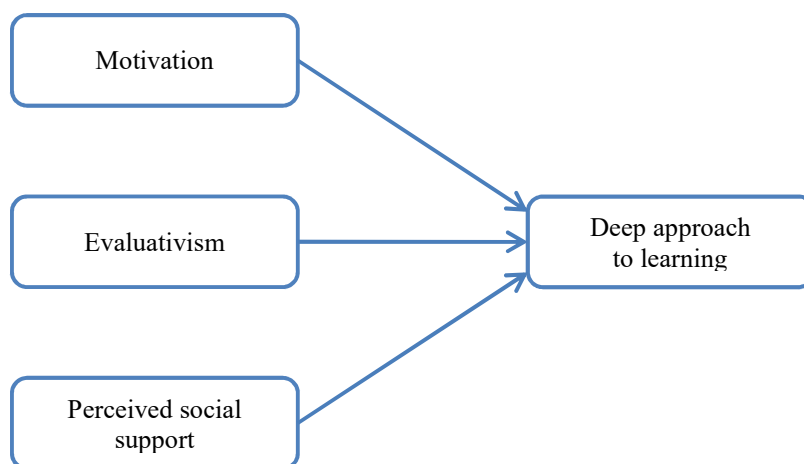 Motivation
Evaluativism
Deep approach
to learning
Perceived social
support